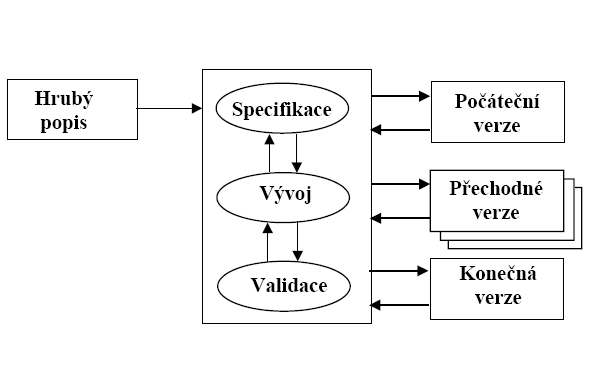 Hrubý
popis
Specifikace
Vývoj
Validace
Počáteční
verze
Přechodné
verze
Konečná
verze